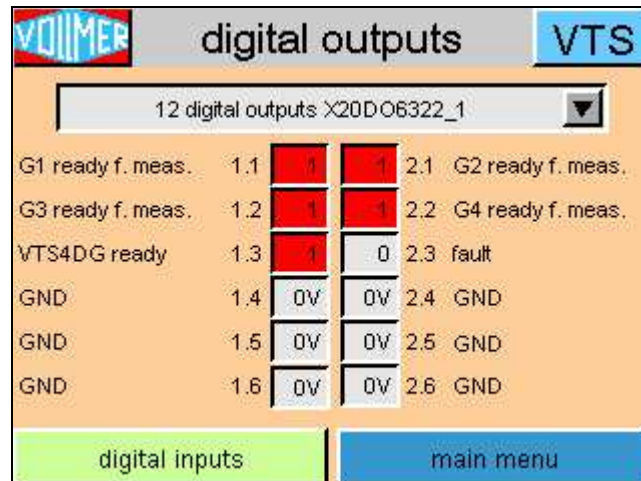 VOLLMER digital outputs VTS
12 digital outputs X20DO6322_1
G1 ready f. meas. 1.1 1 1 2.1 G2 ready f. meas.
G3 ready f. meas. 1.2 1 1 2.2 G4 ready f. meas.
VTS4DG ready 1.3 1 0 2.3 fault
GND 1.4 0V 0V 2.4 GND
GND 1.5 0V 0V 2.5 GND
GND 1.6 0V 0V 2.6 GND
digital inputs main menu